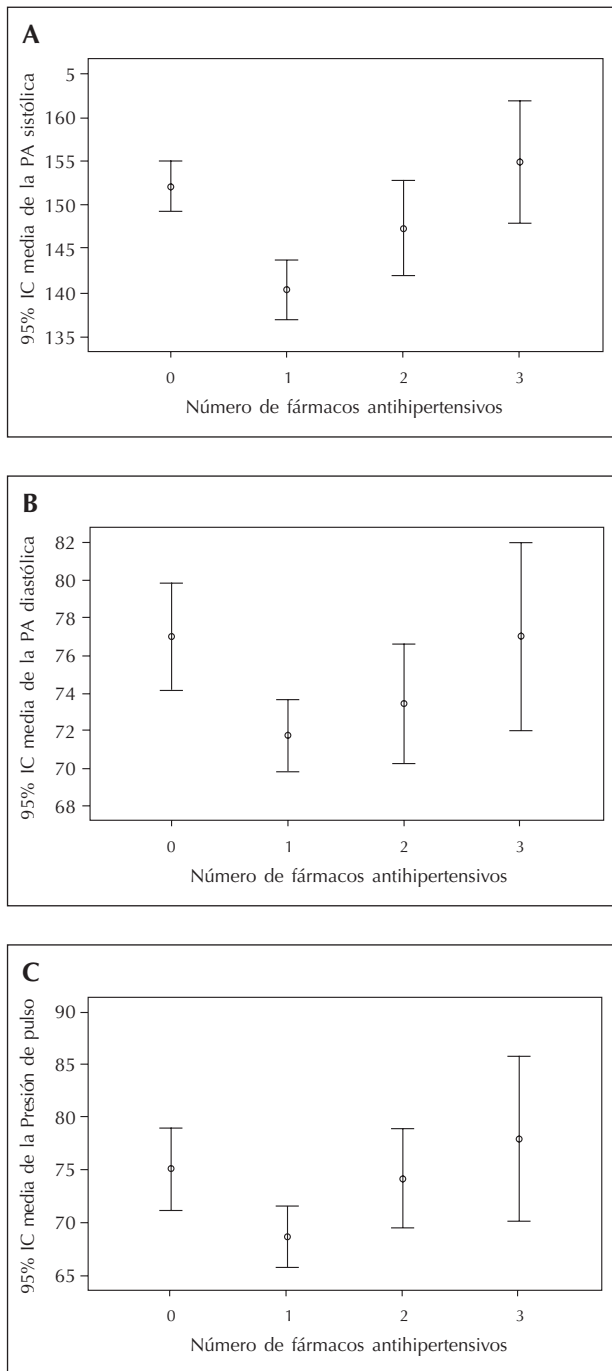 A
95% IC media de la PA sistólica
5
160
155
150
145
140
135
0 1 2 3
Número de fármacos antihipertensivos
B
95% IC media de la PA diastólica
82
80
78
76
74
72
70
68
0 1 2 3
Número de fármacos antihipertensivos
C
95% IC media de la Presión de pulso
90
85
80
75
70
65
0 1 2 3
Número de fármacos antihipertensivos